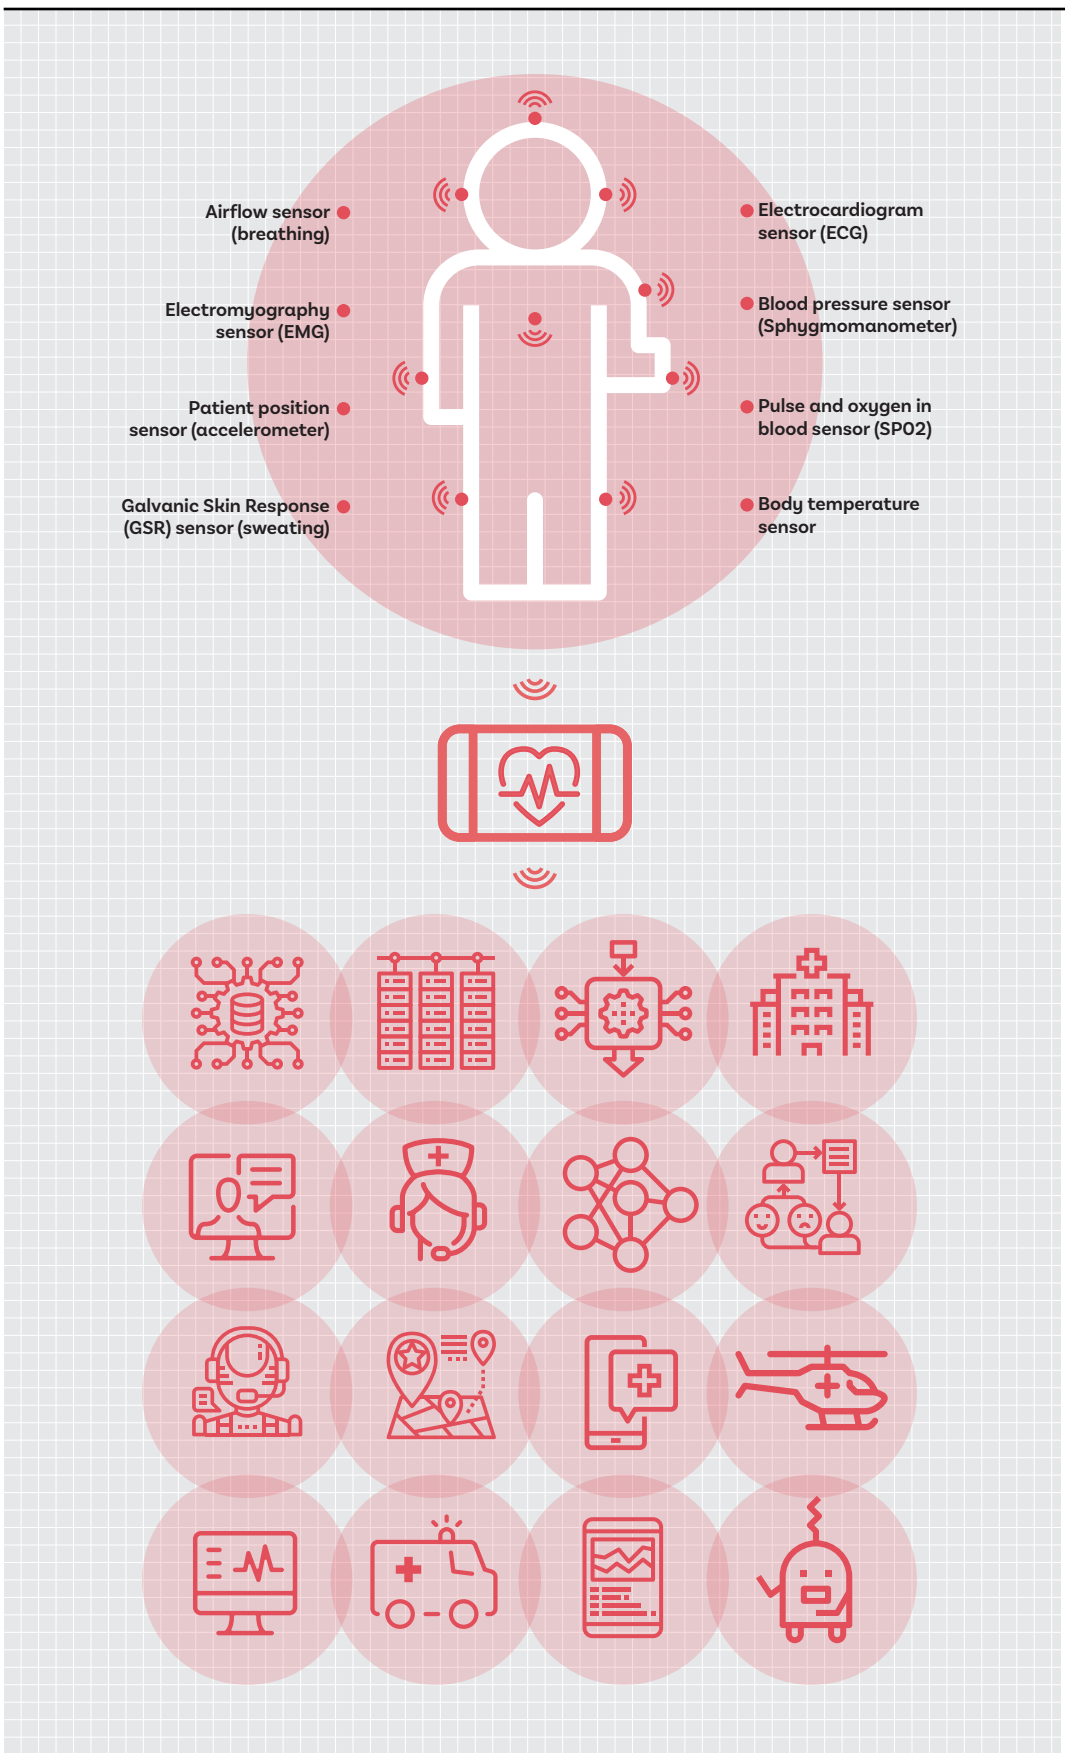 Airflow sensor
(breathing)
Electromyography
sensor (EMG)
Patient position
sensor (accelerometer)
Galvanic Skin Response
(GSR) sensor (sweating)
Electrocardiogram
sensor (ECG)
Blood pressure sensor
(Sphygmomanometer)
Pulse and oxygen in
blood sensor (SP02)
Body temperature
sensor